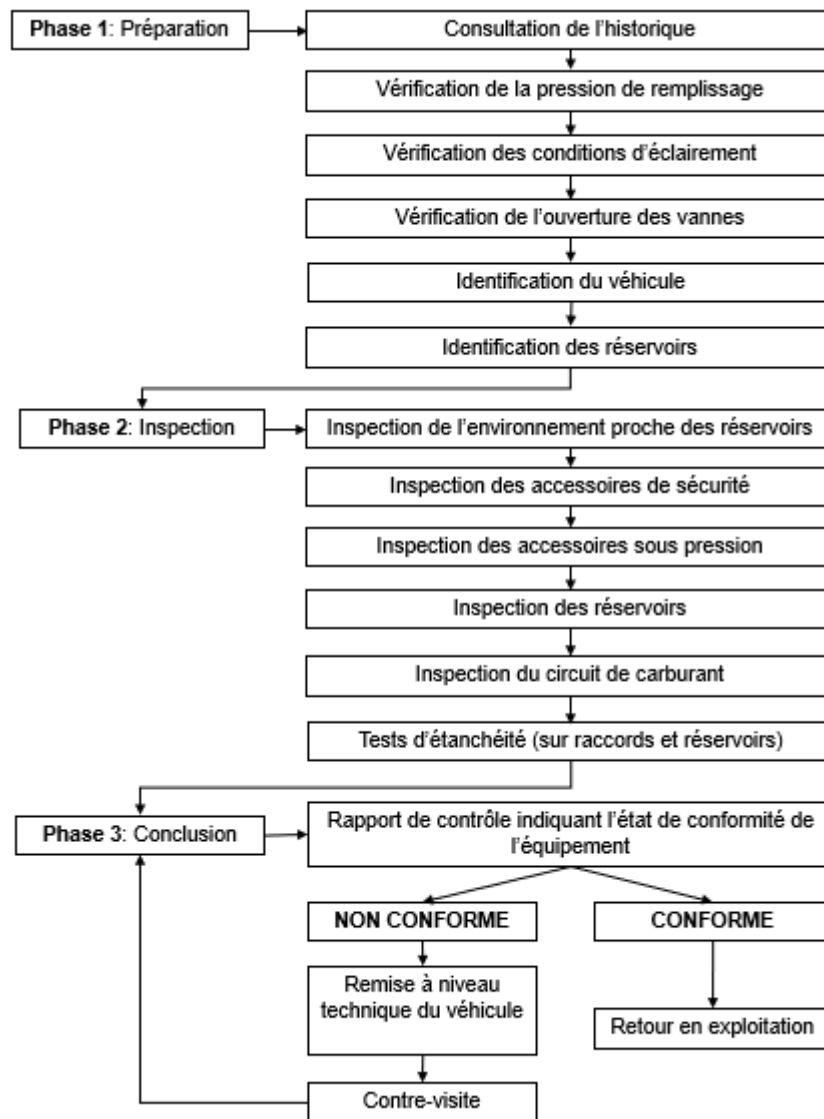 Phase 1: Préparation
Consultation de l'historique
Vérification de la pression de remplissage
Vérification des conditions d'éclairement
Vérification de l'ouverture des vannes
Identification du véhicule
Identification des réservoirs
Phase 2: Inspection
Inspection de l'environnement proche des réservoirs
Inspection des accessoires de sécurité
Inspection des accessoires sous pression
Inspection des réservoirs
Inspection du circuit de carburant
Tests d'étanchéité (sur raccords et réservoirs)
Phase 3: Conclusion
Rapport de contrôle indiquant l'état de conformité de
l'équipement
NON CONFORME
CONFORME
Remise à niveau
technique du véhicule
Retour en exploitation
Contre-visite